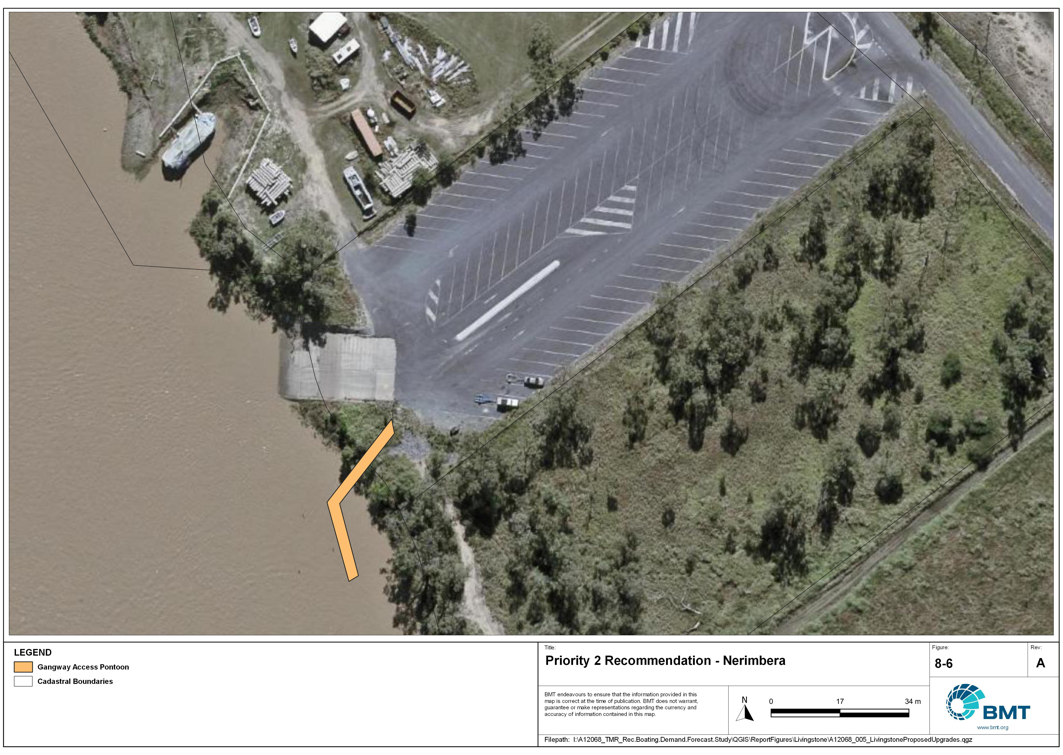 LEGEND
Gangway Access Pontoon
Cadastral Boundaries
Title:
Priority 2 Recommendation - Nerimbera
Figure:
8-6
Rev:
A
BMT endeavours to ensure that the information provided in this
map is correct at the time of publication. BMT does not warrant,
guarantee or make representations regarding the currency and
accuracy of information contained in this map.
N
0 17 34 m
BMT
www.bmt.org
Filepath: I:\A12068_TMR_Rec.Boating.Demand.Forecast.Study\QGIS\ReportFigures\Livingstone\A12068_005_LivingstoneProposedUpgrades.qgz